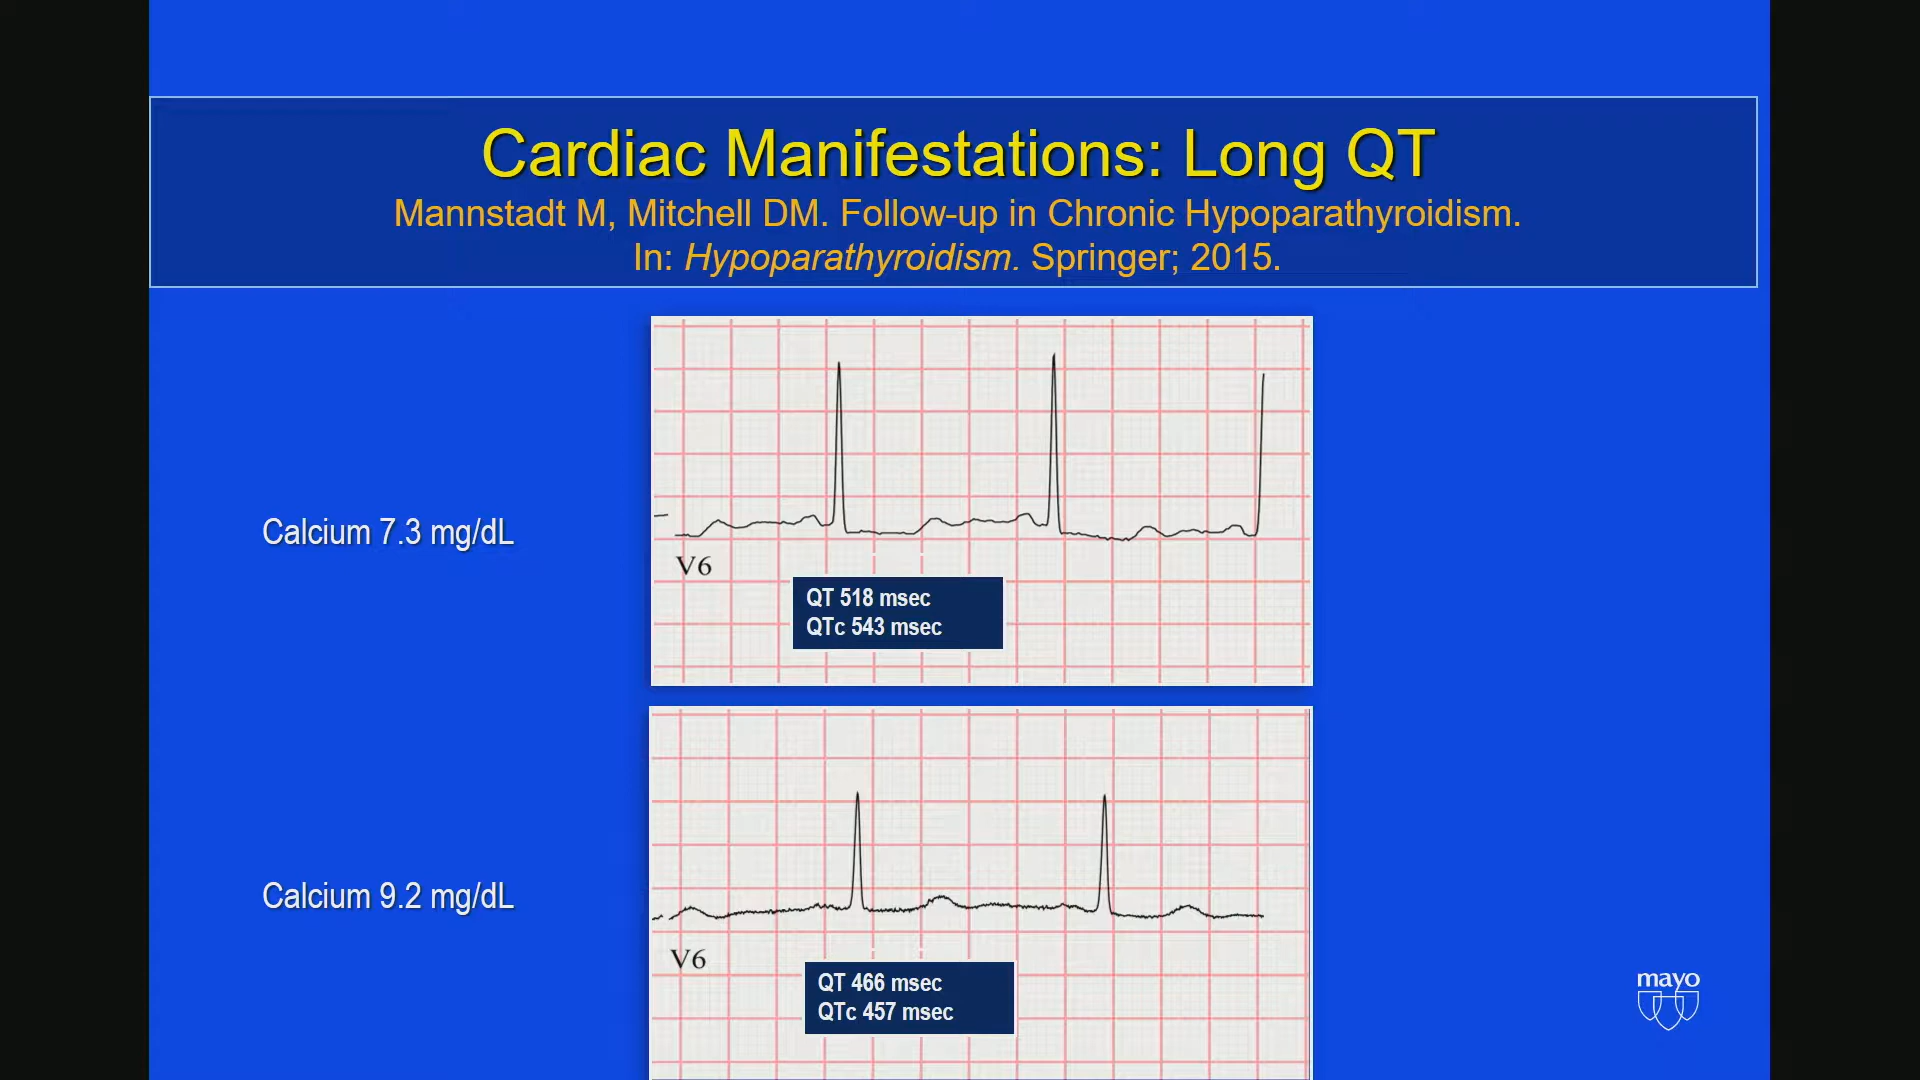 Cardiac Manifestations: Long QT
Mannstadt M, Mitchell DM. Follow-up in Chronic Hypoparathyroidism.
In: Hypoparathyroidism. Springer; 2015.
Calcium 7.3 mg/dL
V6
QT 518 msec
QTc 543 msec
Calcium 9.2 mg/dL
V6
QT 466 msec
QTc 457 msec
mayo